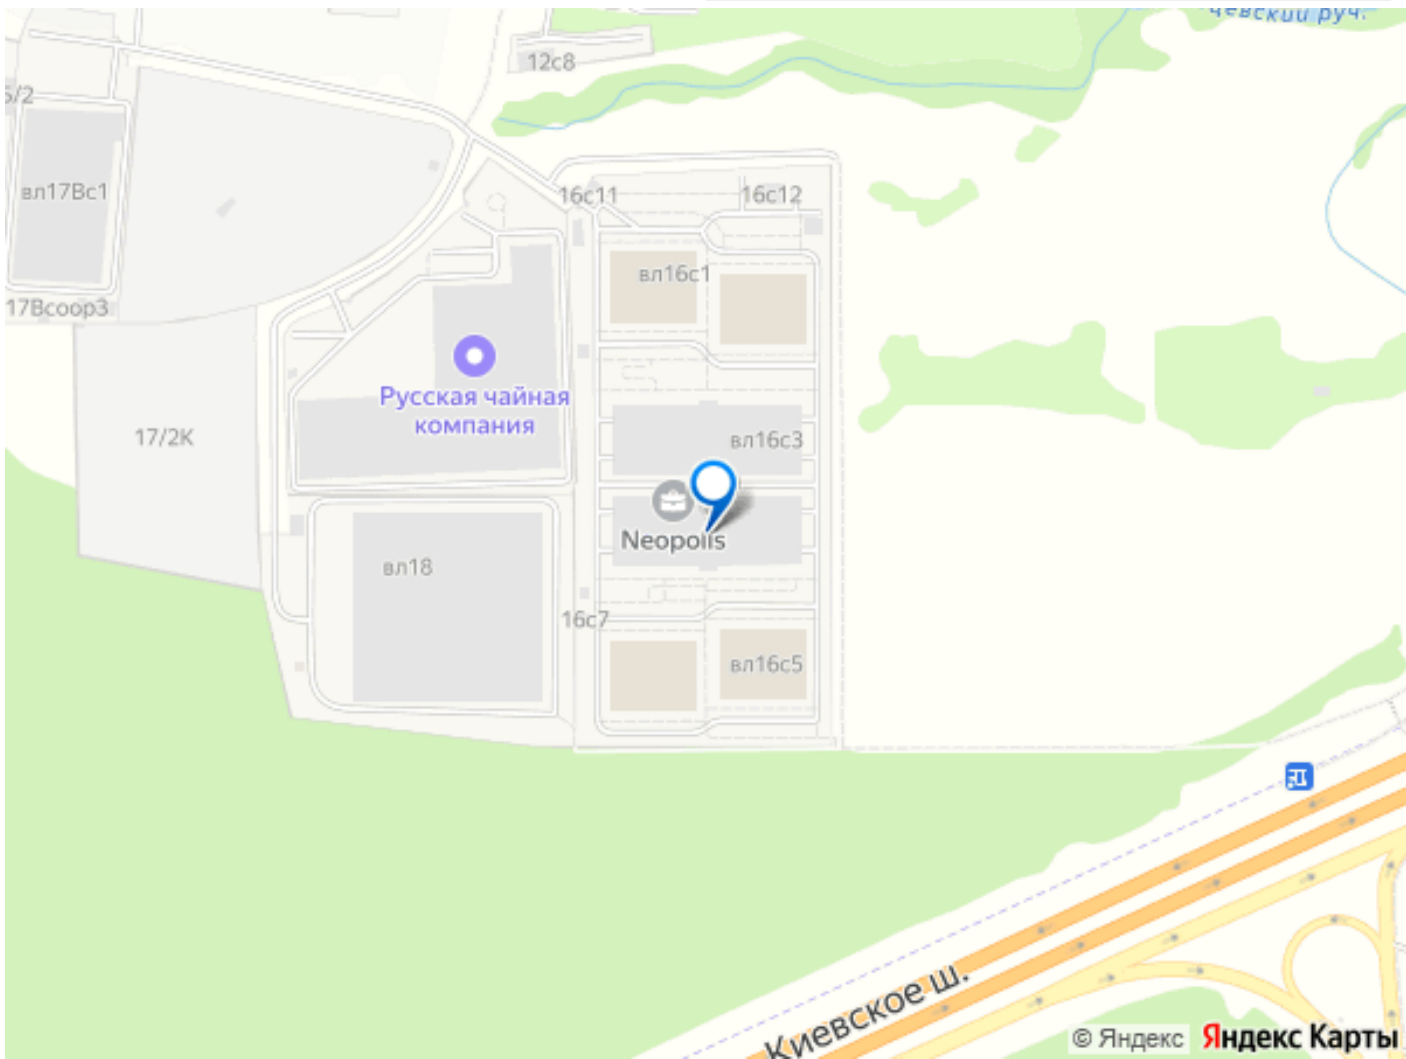 цевский руч.
12с8
5/2
вл17Вс1
16с11
16с12
вл16с1
17Всоор3
Русская чайная
компания
17/2К
вл16с3
Neopolis
вл18
16с7
вл16с5
Киевское ш.
© Яндекс Яндекс Карты